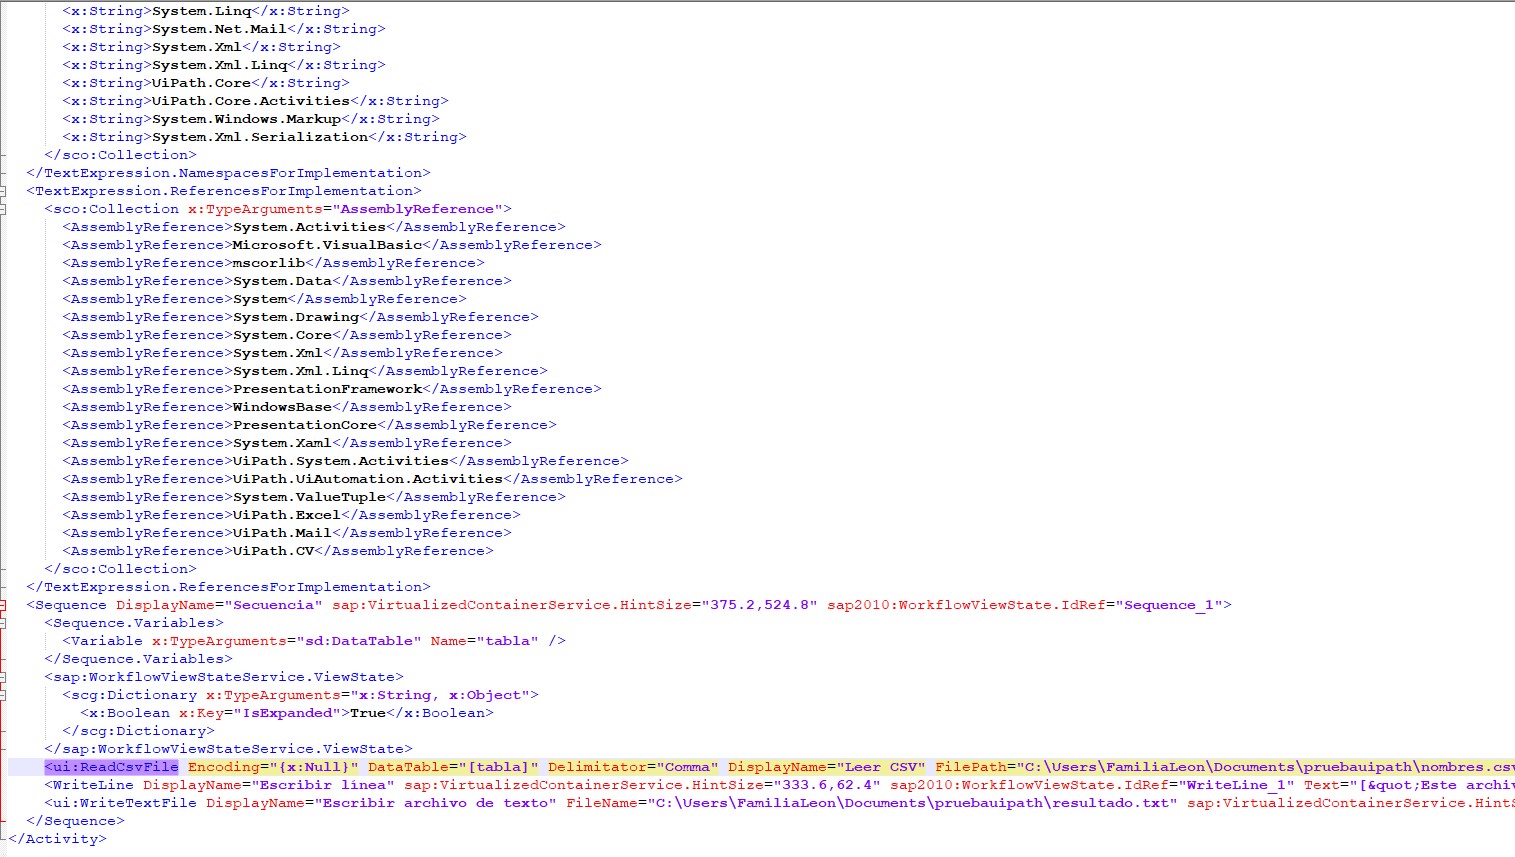 <x:String>System.Linq</x:String>
<x:String>System.Net.Mail</x:String>
<x:String>System.Xml</x:String>
<x:String>System.Xml.Linq</x:String>
<x:String>UiPath.Core</x:String>
<x:String>UiPath.Core.Activities</x:String>
<x:String>System.Windows.Markup</x:String>
<x:String>System.Xml.Serialization</x:String>
</sco:Collection>
</TextExpression.NamespacesForImplementation>
<TextExpression.ReferencesForImplementation>
<sco:Collection x:TypeArguments="AssemblyReference">
<AssemblyReference>System.Activities</AssemblyReference>
<AssemblyReference>Microsoft.VisualBasic</AssemblyReference>
<AssemblyReference>mscorlib</AssemblyReference>
<AssemblyReference>System.Data</AssemblyReference>
<AssemblyReference>System</AssemblyReference>
<AssemblyReference>System.Drawing</AssemblyReference>
<AssemblyReference>System.Core</AssemblyReference>
<AssemblyReference>System.Xml</AssemblyReference>
<AssemblyReference>System.Xml.Linq</AssemblyReference>
<AssemblyReference>PresentationFramework</AssemblyReference>
<AssemblyReference>WindowsBase</AssemblyReference>
<AssemblyReference>PresentationCore</AssemblyReference>
<AssemblyReference>System.Xaml</AssemblyReference>
<AssemblyReference>UiPath.System.Activities</AssemblyReference>
<AssemblyReference>UiPath.UiAutomation.Activities</AssemblyReference>
<AssemblyReference>System.ValueTuple</AssemblyReference>
<AssemblyReference>UiPath.Excel</AssemblyReference>
<AssemblyReference>UiPath.Mail</AssemblyReference>
<AssemblyReference>UiPath.CV</AssemblyReference>
</sco:Collection>
</TextExpression.ReferencesForImplementation>
<Sequence DisplayName="Secuencia" sap:VirtualizedContainerService.HintSize="375.2,524.8" sap2010:WorkflowViewState.IdRef="Sequence_1">
<Sequence.Variables>
<Variable x:TypeArguments="sd:DataTable" Name="tabla" />
</Sequence.Variables>
<sap:WorkflowViewStateService.ViewState>
<scg:Dictionary x:TypeArguments="x:String, x:Object">
<x:Boolean x:Key="IsExpanded">True</x:Boolean>
</scg:Dictionary>
</sap:WorkflowViewStateService.ViewState>
<ui:ReadCsvFile Encoding="{x:Null}" DataTable="[tabla]" Delimitator="Comma" DisplayName="Leer CSV" FilePath="C:\Users\FamiliaLeon\Documents\pruebauipath\nombres.csv
<WriteLine DisplayName="Escribir línea" sap:VirtualizedContainerService.HintSize="333.6,62.4" sap2010:WorkflowViewState.IdRef="WriteLine_1" Text="[&quot;Este archiv
<ui:WriteTextFile DisplayName="Escribir archivo de texto" FileName="C:\Users\FamiliaLeon\Documents\pruebauipath\resultado.txt" sap:VirtualizedContainerService.HintS
</Sequence>
</Activity>